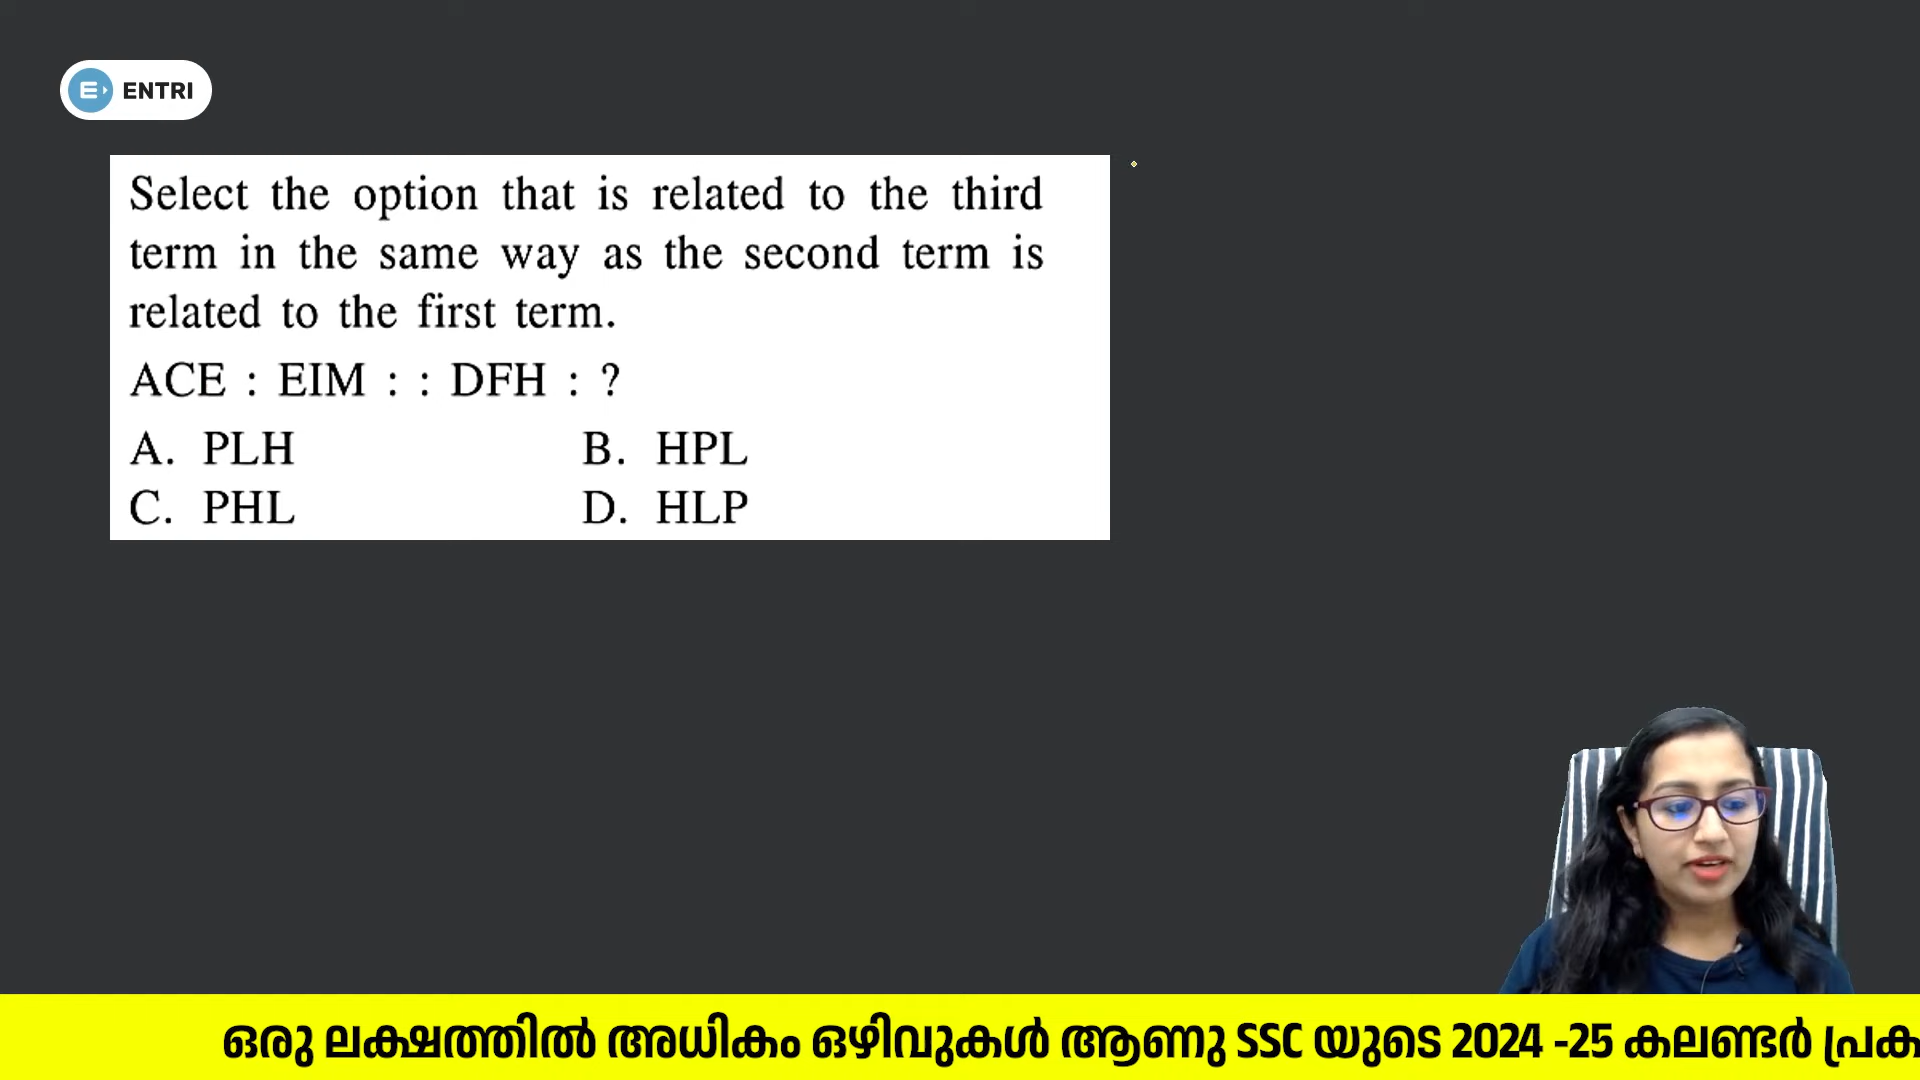 ENTRI
Select the option that is related to the third
term in the same way as the second term is
related to the first term.
ACE : EIM : : DFH : ?
A. PLH B. HPL
C. PHL D. HLP
ഒരു ലക്ഷത്തിൽ അധികം ഒഴിവുകൾ ആണു SSC യുടെ 2024 -25 കലണ്ടർ പ്രക